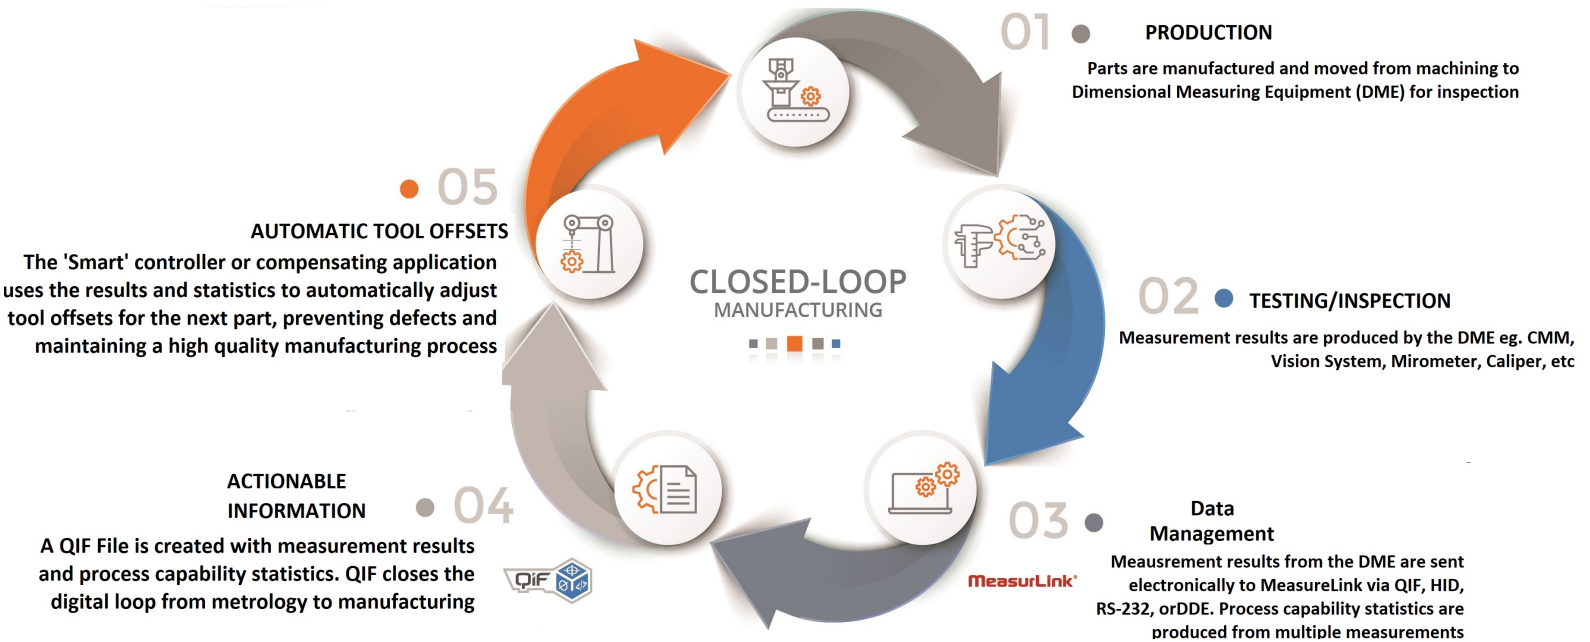 01
PRODUCTION
Parts are manufactured and moved from machining to
Dimensional Measuring Equipment (DME) for inspection
02
TESTING/INSPECTION
Measurement results are produced by the DME eg. CMM,
Vision System, Mirometer, Caliper, etc
03
Data
Management
Meausrement results from the DME are sent
electronically to MeasureLink via QIF, HID,
RS-232, orDDE. Process capability statistics are
produced from multiple measurements
MeasurLink®
04
ACTIONABLE
INFORMATION
A QIF File is created with measurement results
and process capability statistics. QIF closes the
digital loop from metrology to manufacturing
QiF
05
AUTOMATIC TOOL OFFSETS
The 'Smart' controller or compensating application
uses the results and statistics to automatically adjust
tool offsets for the next part, preventing defects and
maintaining a high quality manufacturing process
CLOSED-LOOP
MANUFACTURING